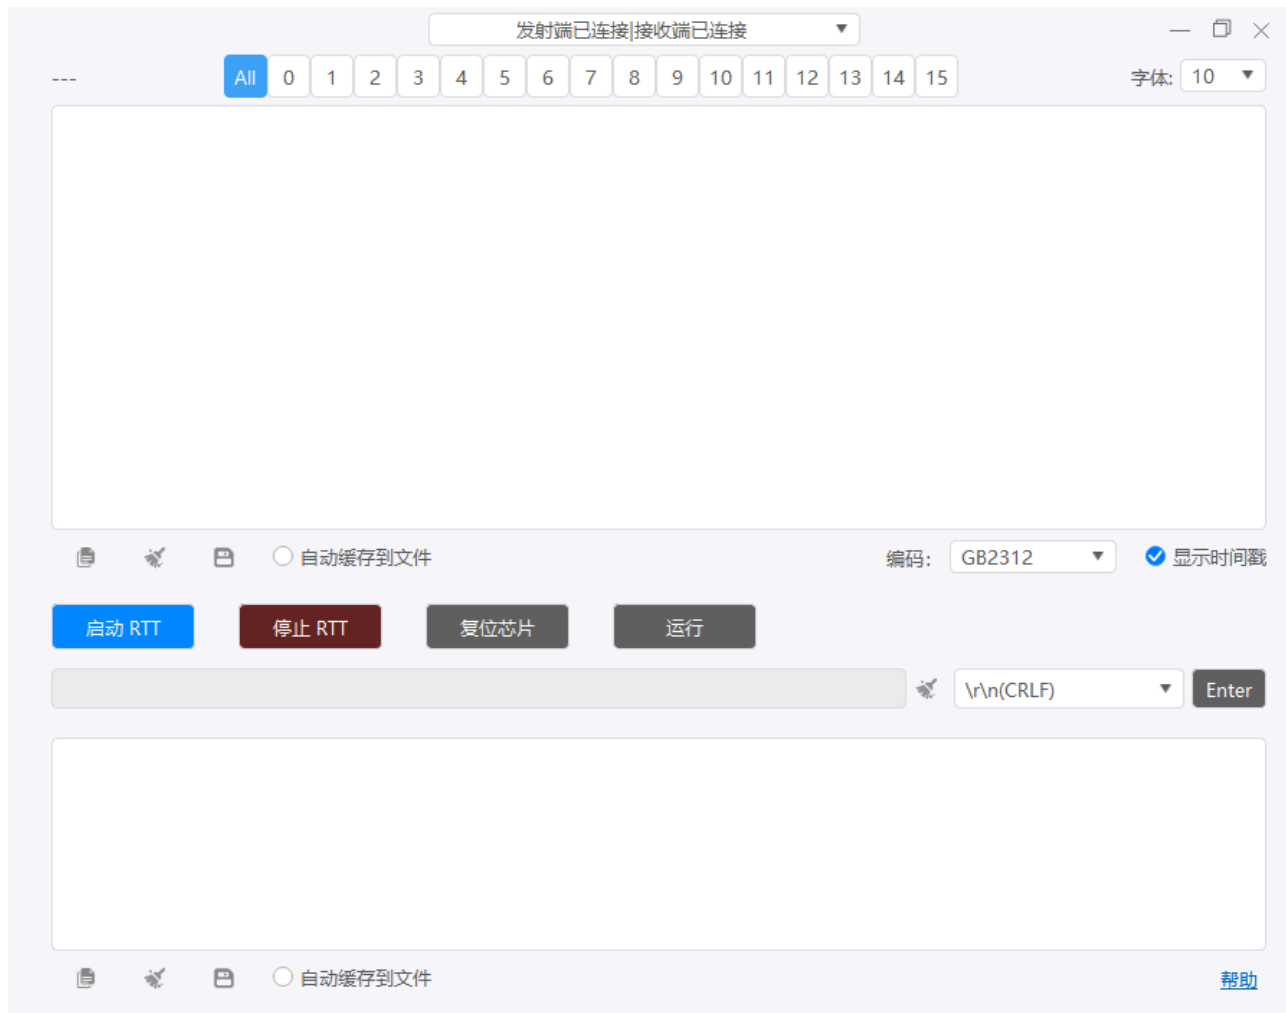 发射端已连接|接收端已连接
--- All 0 1 2 3 4 5 6 7 8 9 10 11 12 13 14 15 字体: 10
自动缓存到文件 编码: GB2312 显示时间戳
启动 RTT 停止 RTT 复位芯片 运行
\r\n(CRLF) Enter
自动缓存到文件 帮助